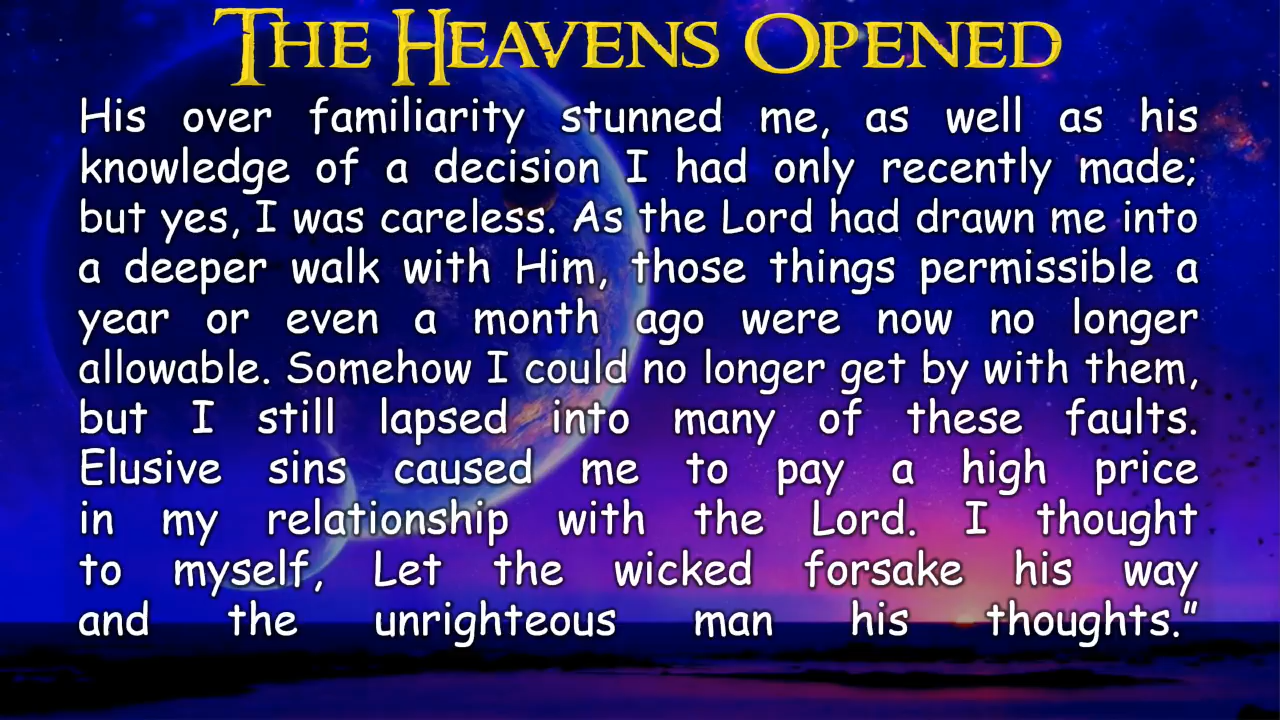 THE HEAVENS OPENED
His over familiarity stunned me, as well as his
knowledge of a decision I had only recently made;
but yes, I was careless. As the Lord had drawn me into
a deeper walk with Him, those things permissible a
year or even a month ago were now no longer
allowable. Somehow I could no longer get by with them,
but I still lapsed into many of these faults.
Elusive sins caused me to pay a high price
in my relationship with the Lord. I thought
to myself, Let the wicked forsake his way
and the unrighteous man his thoughts.”